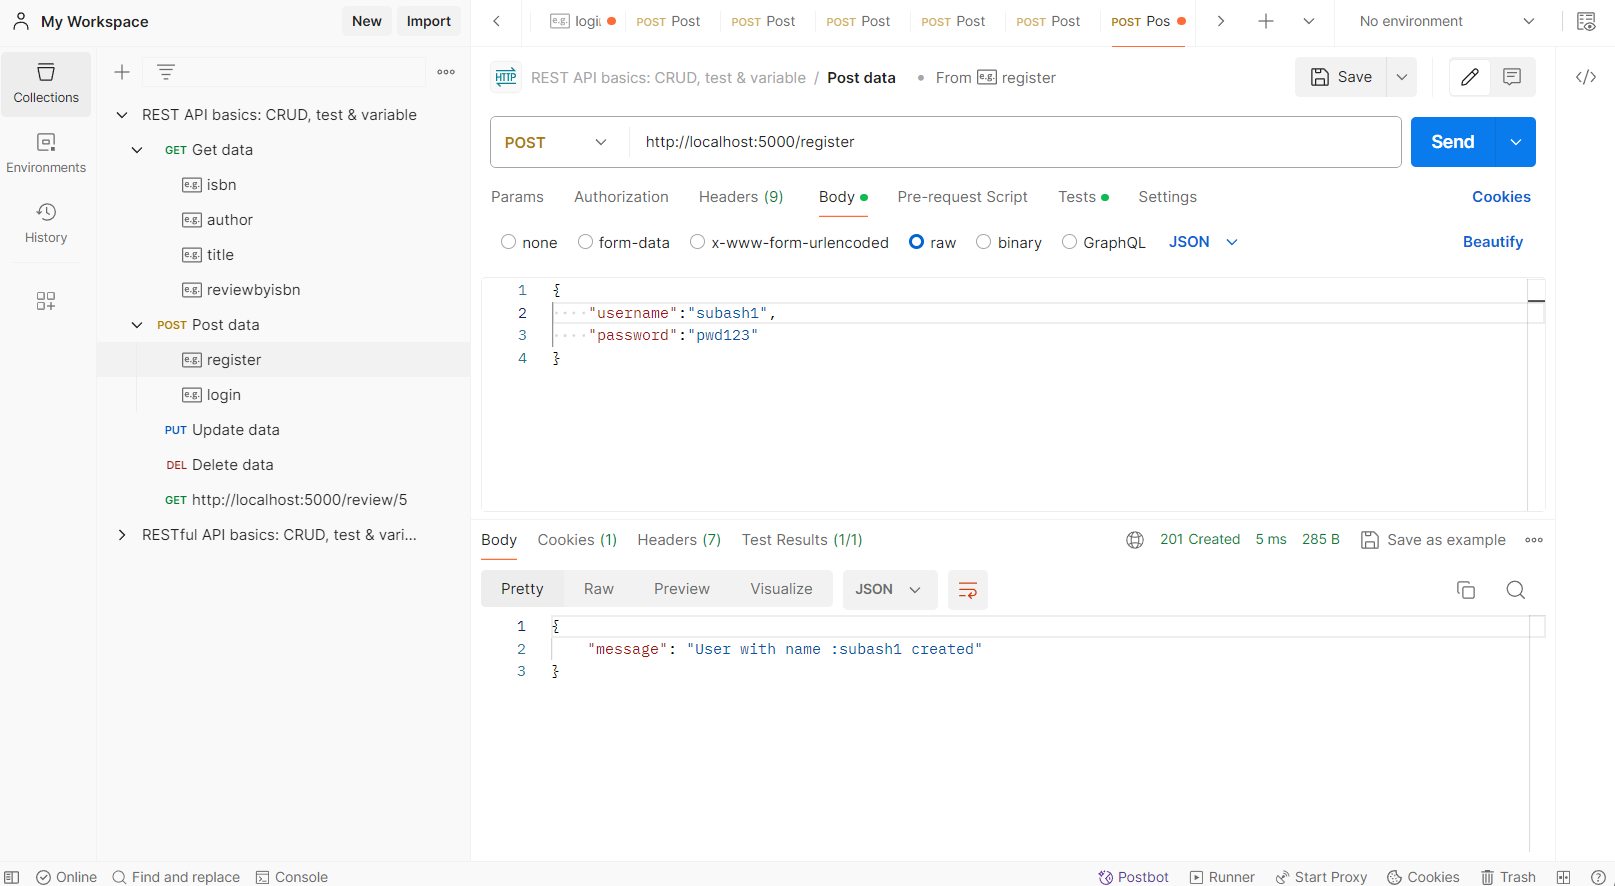 My Workspace
New
Import
login
POST Post
POST Post
POST Post
POST Post
POST Post
POST Pos
No environment
Collections
Environments
History
REST API basics: CRUD, test & variable
GET Get data
e.g. isbn
e.g. author
e.g. title
e.g. reviewbyisbn
POST Post data
e.g. register
e.g. login
PUT Update data
DEL Delete data
GET http://localhost:5000/review/5
RESTful API basics: CRUD, test & vari...
HTTP REST API basics: CRUD, test & variable / Post data • From e.g. register
Save
POST
http://localhost:5000/register
Send
Params Authorization Headers (9) Body Pre-request Script Tests Settings Cookies
none form-data x-www-form-urlencoded raw binary GraphQL JSON Beautify
1 {
2 "username":"subash1",
3 "password":"pwd123"
4 }
Body Cookies (1) Headers (7) Test Results (1/1) 201 Created 5 ms 285 B Save as example
Pretty Raw Preview Visualize JSON
1 {
2 "message": "User with name :subash1 created"
3 }
Online Find and replace Console Postbot Runner Start Proxy Cookies Trash